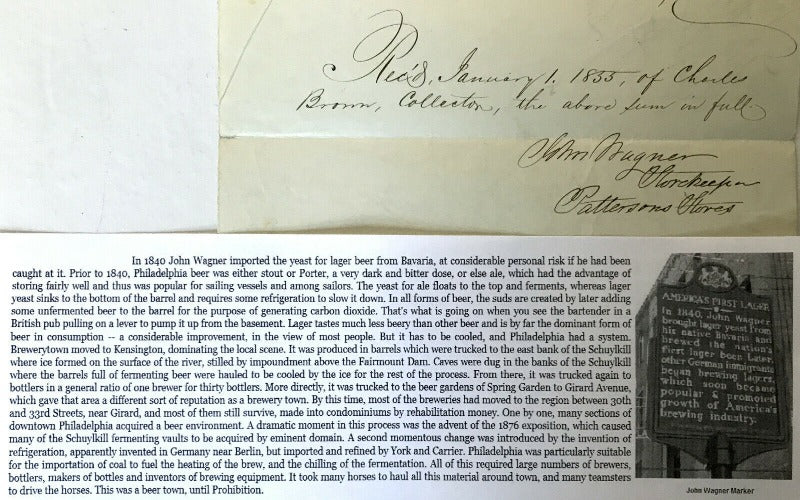 Rec'd, January 1. 1855, of Charles
Brown, Collector, the above sum in full.
John Wagner
Storekeeper
Pattersons Stores
In 1840 John Wagner imported the yeast for lager beer from Bavaria, at considerable personal risk if he had been
caught at it. Prior to 1840, Philadelphia beer was either stout or Porter, a very dark and bitter dose, or else ale, which had the advantage of
storing fairly well and thus was popular for sailing vessels and among sailors. The yeast for ale floats to the top and ferments, whereas lager
yeast sinks to the bottom of the barrel and requires some refrigeration to slow it down. In all forms of beer, the suds are created by later adding
some unfermented beer to the barrel for the purpose of generating carbon dioxide. That's what is going on when you see the bartender in a
British pub pulling on a lever to pump it up from the basement. Lager tastes much less beery than other beer and is by far the dominant form of
beer in consumption -- a considerable improvement, in the view of most people. But it has to be cooled, and Philadelphia had a system.
Brewerytown moved to Kensington, dominating the local scene. It was produced in barrels which were trucked to the east bank of the Schuylkill
where ice formed on the surface of the river, stilled by impoundment above the Fairmount Dam. Caves were dug in the banks of the Schuylkill
where the barrels full of fermenting beer were hauled to be cooled by the ice for the rest of the process. From there, it was trucked again to
bottlers in a general ratio of one brewer for thirty bottlers. More directly, it was trucked to the beer gardens of Spring Garden to Girard Avenue,
which gave that area a different sort of reputation as a brewery town. By this time, most of the breweries had moved to the region between 30th
and 33rd Streets, near Girard, and most of them still survive, made into condominiums by rehabilitation money. One by one, many sections of
downtown Philadelphia acquired a beer environment. A dramatic moment in this process was the advent of the 1876 exposition, which caused
many of the Schuylkill fermenting vaults to be acquired by eminent domain. A second momentous change was introduced by the invention of
refrigeration, apparently invented in Germany near Berlin, but imported and refined by York and Carrier. Philadelphia was particularly suitable
for the importation of coal to fuel the heating of the brew, and the chilling of the fermentation. All of this required large numbers of brewers,
bottlers, makers of bottles and inventors of brewing equipment. It took many horses to haul all this material around town, and many teamsters
to drive the horses. This was a beer town, until Prohibition.
AMERICA'S FIRST LAGER
In 1840, John Wagner
brought lager yeast from
his native Bavaria and
brewed the nation's
first lager beer. Later
other German immigrants
began brewing lagers,
which soon became
popular & promoted
growth of America's
brewing industry.
John Wagner Marker